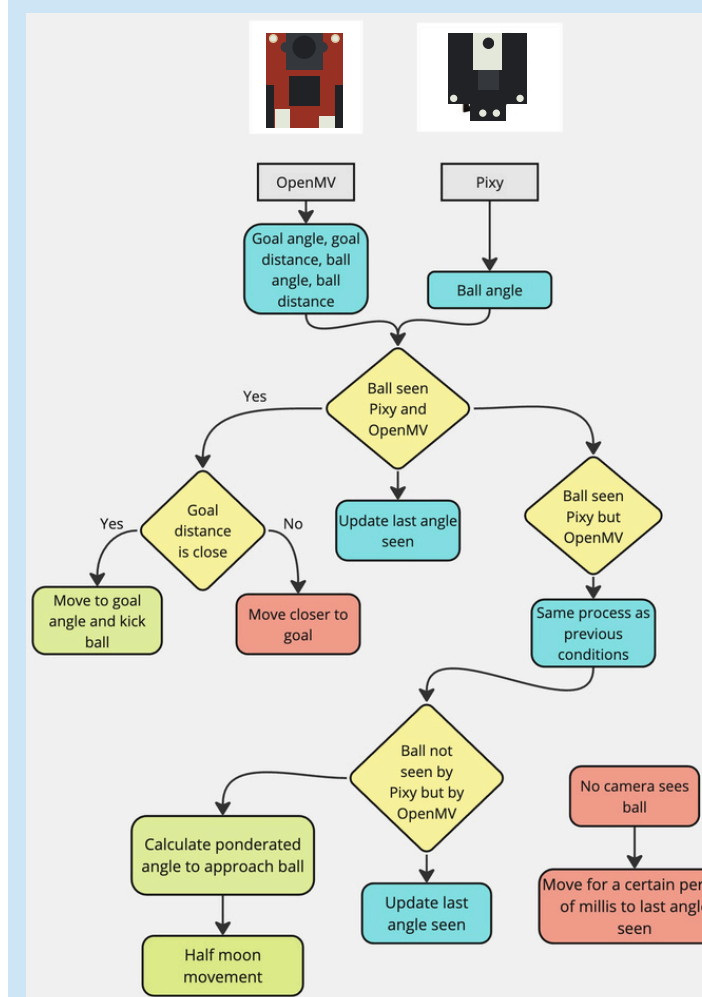 OpenMV
Pixy
Goal angle, goal
distance, ball
angle, ball
distance
Ball angle
Ball seen
Pixy and
OpenMV
Yes
Goal
distance
is close
Update last angle
seen
Ball seen
Pixy but
OpenMV
Yes
No
Move to goal
angle and kick
ball
Move closer to
goal
Same process as
previous
conditions
Ball not
seen by
Pixy but by
OpenMV
No camera sees
ball
Calculate ponderated
angle to approach ball
Update last
angle seen
Move for a certain
of millis to last
seen
Half moon
movement